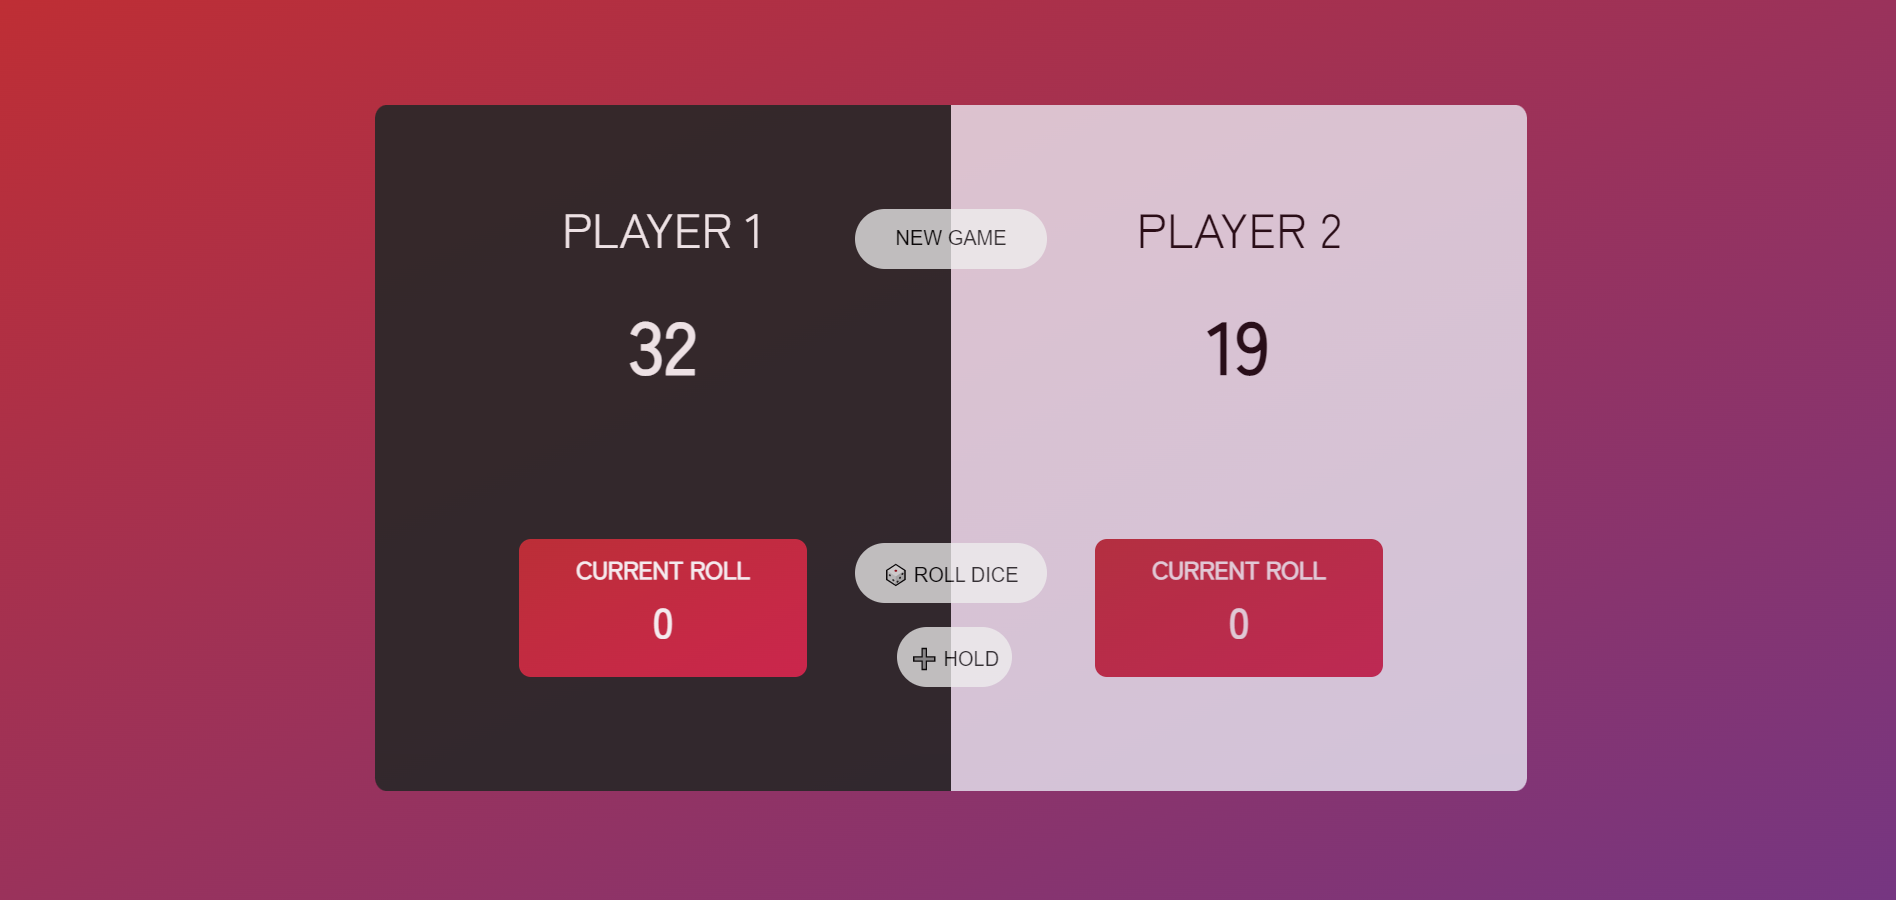 PLAYER 1
32
CURRENT ROLL
0
NEW GAME
ROLL DICE
HOLD
PLAYER 2
19
CURRENT ROLL
0